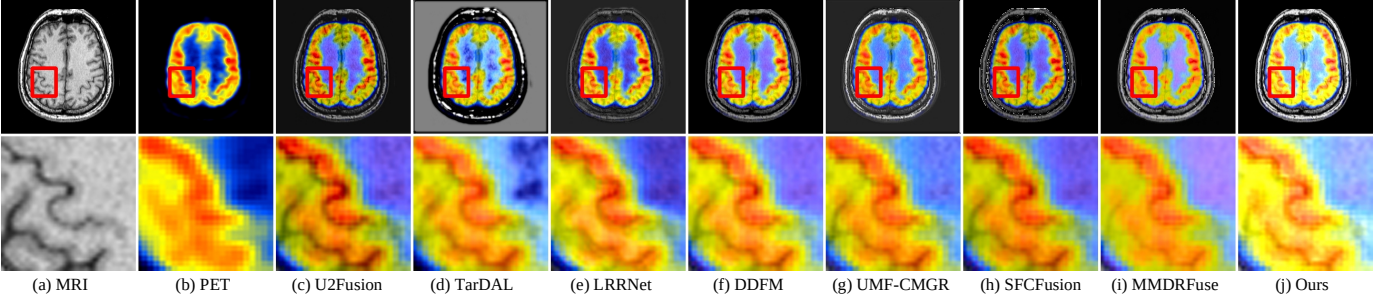 (a) MRI (b) PET (c) U2Fusion (d) TarDAL (e) LRRNet (f) DDFM (g) UMF-CMGR (h) SFCFusion (i) MMDRFuse (j) Ours